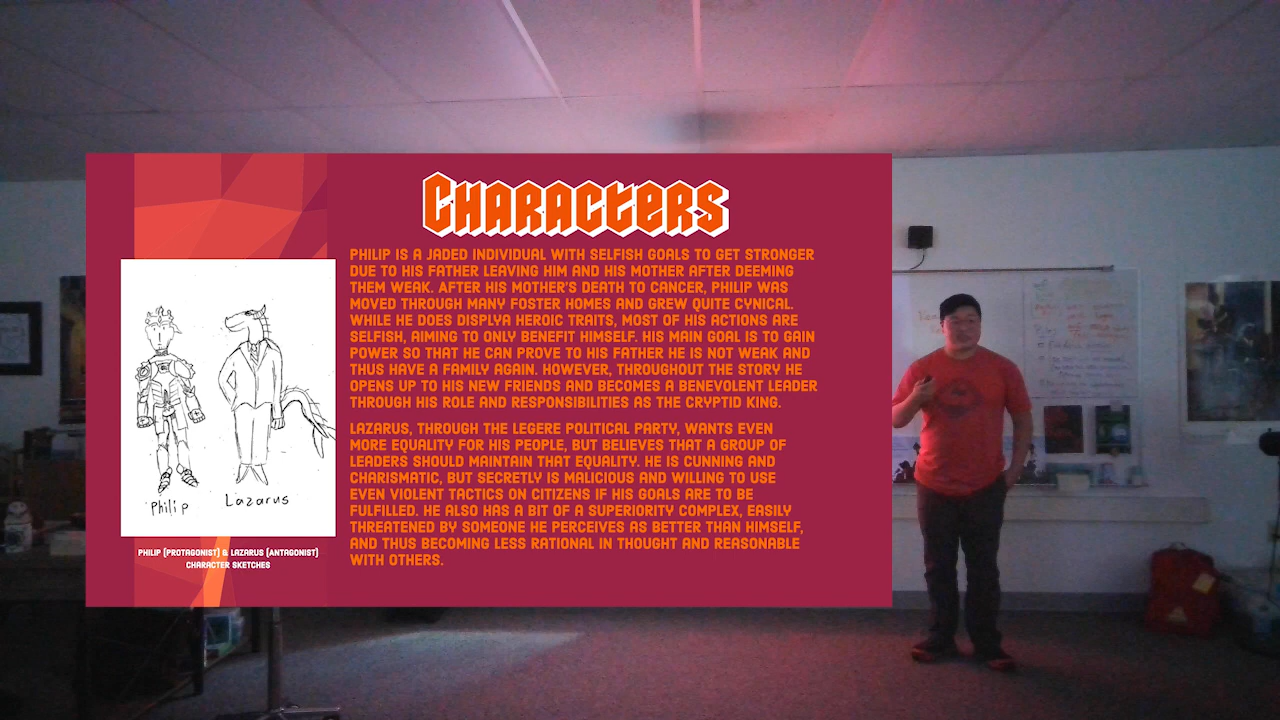 Characters
PHILIP IS A JADED INDIVIDUAL WITH SELFISH GOALS TO GET STRONGER
DUE TO HIS FATHER LEAVING HIM AND HIS MOTHER AFTER DEEMING
THEM WEAK. AFTER HIS MOTHER'S DEATH TO CANCER, PHILIP WAS
MOVED THROUGH MANY FOSTER HOMES AND GREW QUITE CYNICAL.
WHILE HE DOES DISPLYA HEROIC TRAITS, MOST OF HIS ACTIONS ARE
SELFISH, AIMING TO ONLY BENEFIT HIMSELF. HIS MAIN GOAL IS TO GAIN
POWER SO THAT HE CAN PROVE TO HIS FATHER HE IS NOT WEAK AND
THUS HAVE A FAMILY AGAIN. HOWEVER, THROUGHOUT THE STORY HE
OPENS UP TO HIS NEW FRIENDS AND BECOMES A BENEVOLENT LEADER
THROUGH HIS ROLE AND RESPONSIBILITIES AS THE CRYPTID KING.
LAZARUS, THROUGH THE LEGERE POLITICAL PARTY, WANTS EVEN
MORE EQUALITY FOR HIS PEOPLE, BUT BELIEVES THAT A GROUP OF
LEADERS SHOULD MAINTAIN THAT EQUALITY. HE IS CUNNING AND
CHARISMATIC, BUT SECRETLY IS MALICIOUS AND WILLING TO USE
EVEN VIOLENT TACTICS ON CITIZENS IF HIS GOALS ARE TO BE
FULFILLED. HE ALSO HAS A BIT OF A SUPERIORITY COMPLEX, EASILY
THREATENED BY SOMEONE HE PERCEIVES AS BETTER THAN HIMSELF,
AND THUS BECOMING LESS RATIONAL IN THOUGHT AND REASONABLE
WITH OTHERS.
Philip
Lazarus
PHILIP (PROTAGONIST) & LAZARUS (ANTAGONIST)
CHARACTER SKETCHES